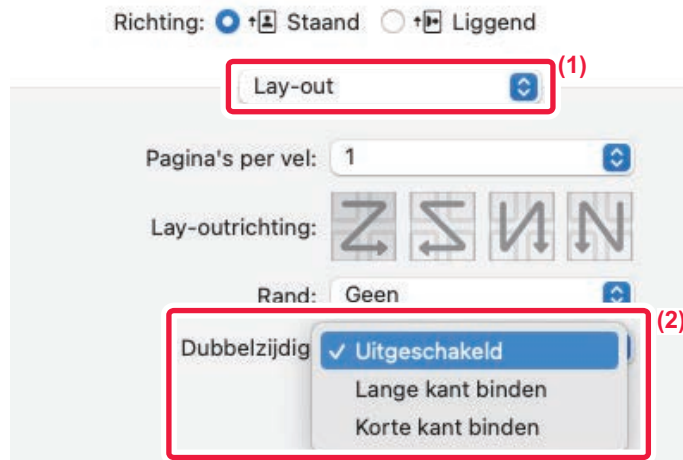 Richting: Staand Liggend
(1)
Lay-out
Pagina's per vel: 1
Lay-outrichting:
Rand: Geen
(2)
Dubbelzijdig ✓ Uitgeschakeld
Lange kant binden
Korte kant binden